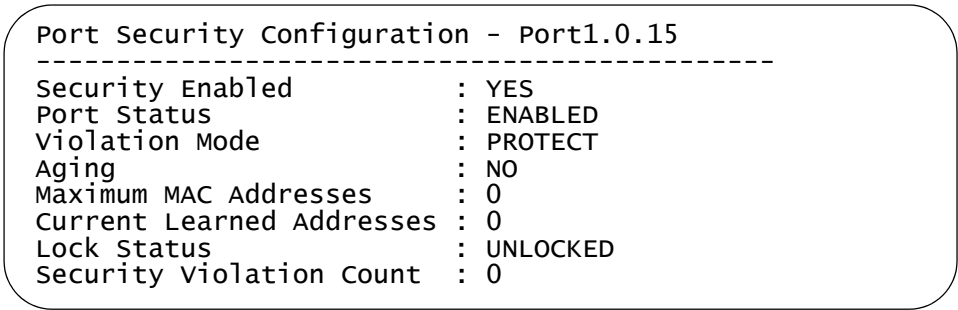 Port Security Configuration - Port1.0.15
----------------------------------------------
Security Enabled          : YES
Port Status               : ENABLED
Violation Mode            : PROTECT
Aging                     : NO
Maximum MAC Addresses     : 0
Current Learned Addresses : 0
Lock Status               : UNLOCKED
Security Violation Count  : 0